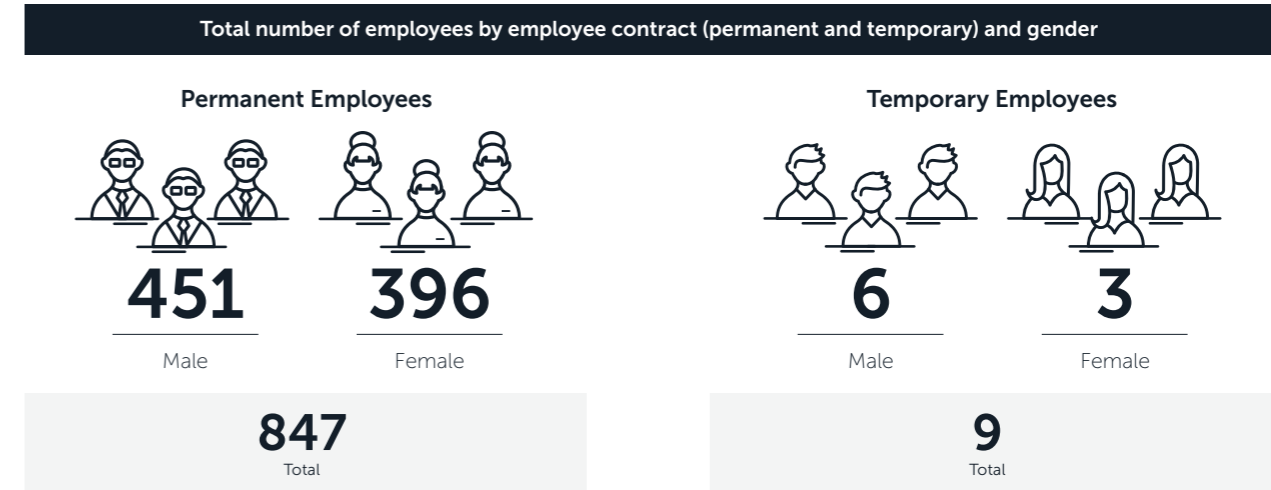 Total number of employees by employee contract (permanent and temporary) and gender
Permanent Employees
451
Male
396
Female
847
Total
Temporary Employees
6
Male
3
Female
9
Total